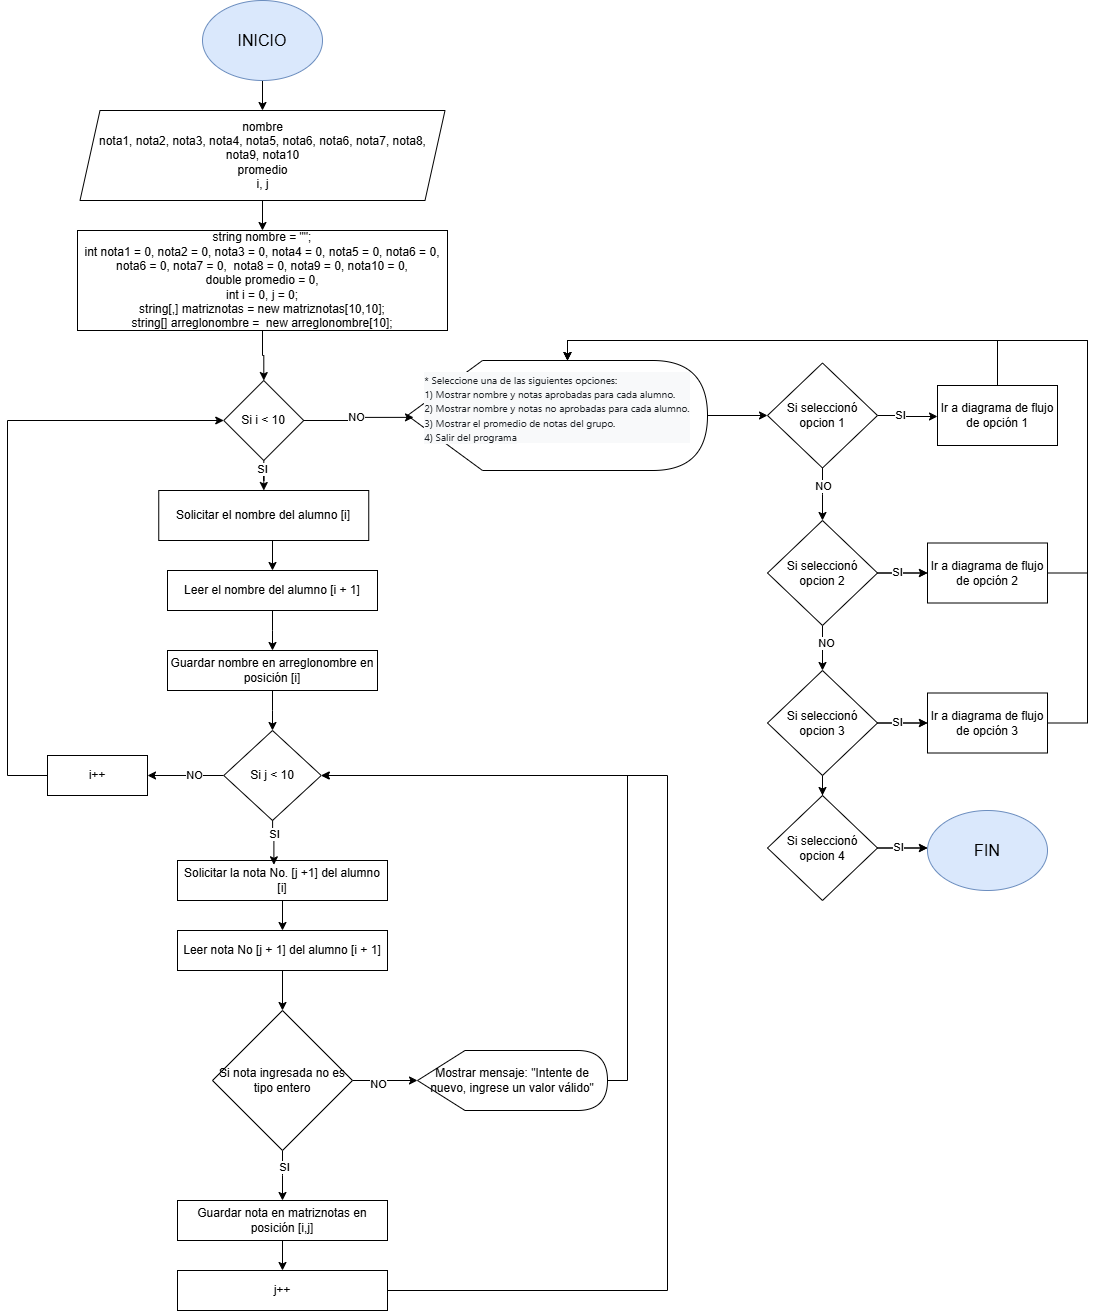 INICIO
nombre
nota1, nota2, nota3, nota4, nota5, nota6, nota6, nota7, nota8,
nota9, nota10
promedio
i, j
string nombre = "";
int nota1 = 0, nota2 = 0, nota3 = 0, nota4 = 0, nota5 = 0, nota6 = 0,
nota6 = 0, nota7 = 0,  nota8 = 0, nota9 = 0, nota10 = 0,
double promedio = 0,
int i = 0, j = 0;
string[,] matriznotas = new matriznotas[10,10];
string[] arreglonombre =  new arreglonombre[10];
Si i < 10
NO
SI
* Seleccione una de las siguientes opciones:
1) Mostrar nombre y notas aprobadas para cada alumno.
2) Mostrar nombre y notas no aprobadas para cada alumno.
3) Mostrar el promedio de notas del grupo.
4) Salir del programa
Si seleccionó
opcion 1
SI
Ir a diagrama de flujo
de opción 1
NO
Si seleccionó
opcion 2
SI
Ir a diagrama de flujo
de opción 2
NO
Si seleccionó
opcion 3
SI
Ir a diagrama de flujo
de opción 3
Si seleccionó
opcion 4
SI
FIN
Solicitar el nombre del alumno [i]
Leer el nombre del alumno [i + 1]
Guardar nombre en arreglonombre en
posición [i]
Si j < 10
NO
i++
SI
Solicitar la nota No. [j +1] del alumno
[i]
Leer nota No [j + 1] del alumno [i + 1]
Si nota ingresada no es
tipo entero
NO
Mostrar mensaje: "Intente de
nuevo, ingrese un valor válido"
SI
Guardar nota en matriznotas en
posición [i,j]
j++